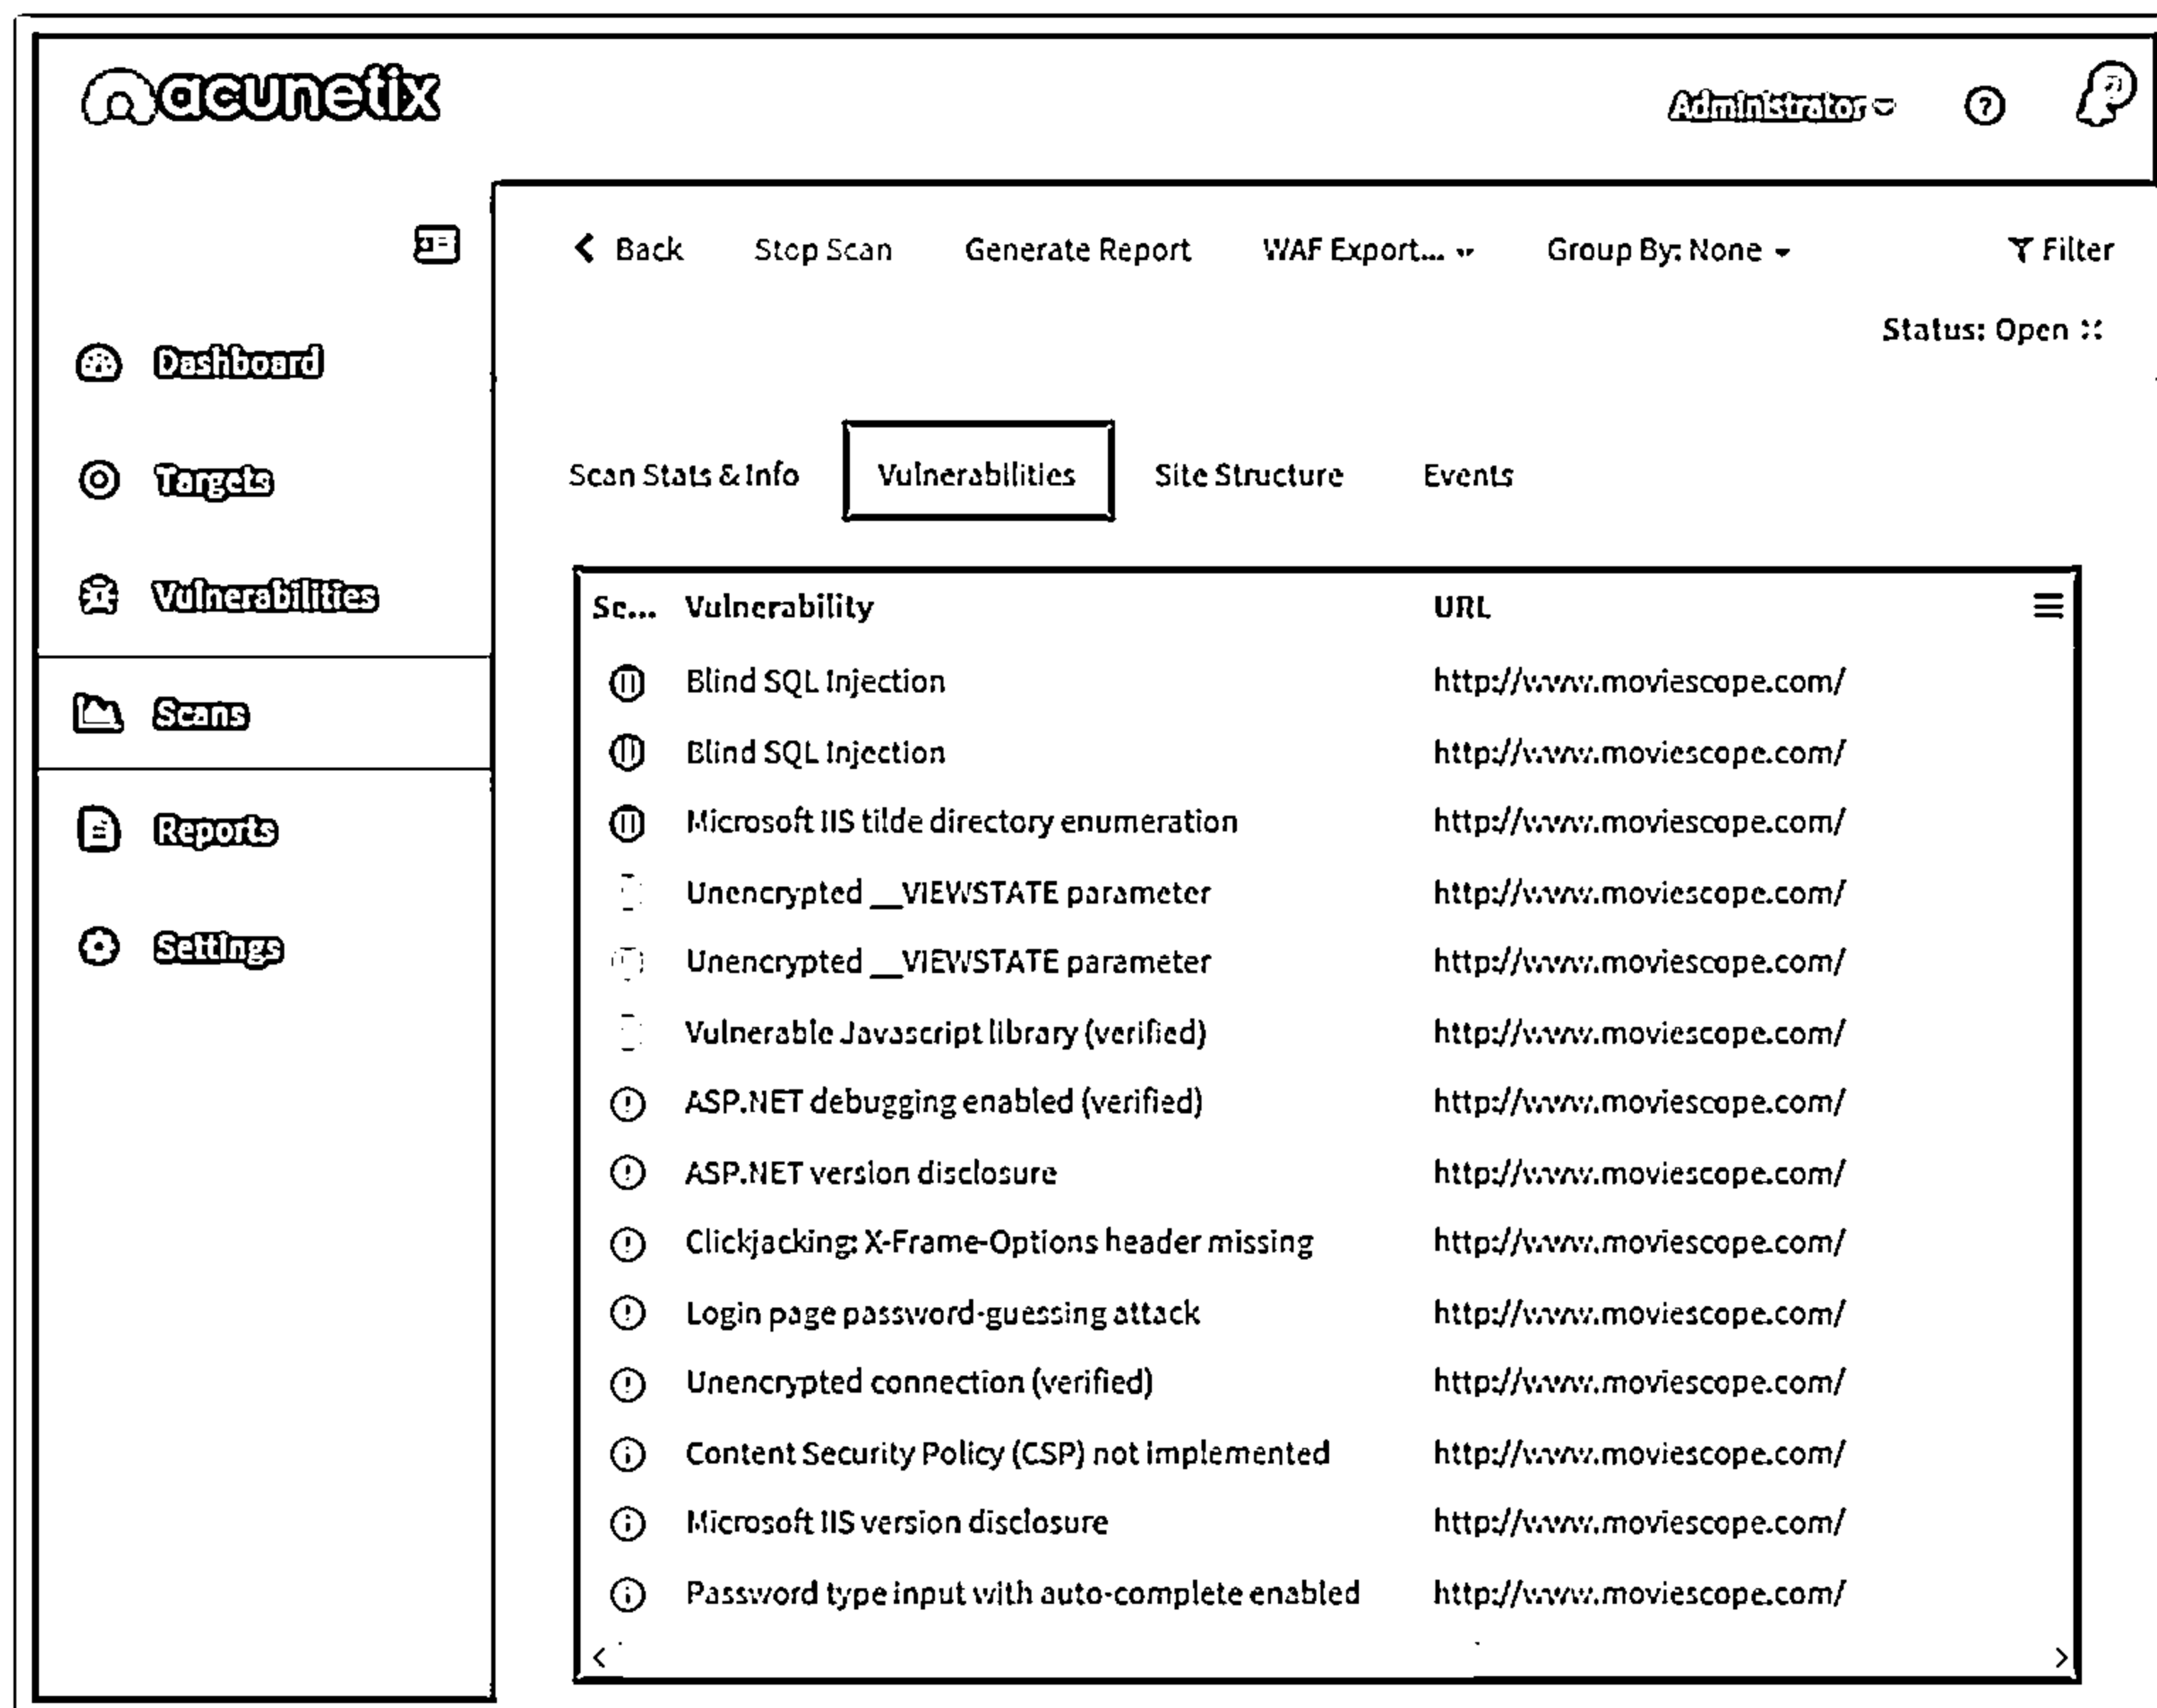 acunetix
Administrator
Back Stop Scan Generate Report WAF Export... Group By: None Filter
Status: Open
Dashboard
Targets
Vulnerabilities
Scans
Reports
Settings
Scan Stats & Info Vulnerabilities Site Structure Events
Se... Vulnerability URL
Blind SQL Injection http://www.moviescope.com/
Blind SQL Injection http://www.moviescope.com/
Microsoft IIS tilde directory enumeration http://www.moviescope.com/
Unencrypted __VIEWSTATE parameter http://www.moviescope.com/
Unencrypted __VIEWSTATE parameter http://www.moviescope.com/
Vulnerable Javascript library (verified) http://www.moviescope.com/
ASP.NET debugging enabled (verified) http://www.moviescope.com/
ASP.NET version disclosure http://www.moviescope.com/
Clickjacking: X-Frame-Options header missing http://www.moviescope.com/
Login page password-guessing attack http://www.moviescope.com/
Unencrypted connection (verified) http://www.moviescope.com/
Content Security Policy (CSP) not implemented http://www.moviescope.com/
Microsoft IIS version disclosure http://www.moviescope.com/
Password type input with auto-complete enabled http://www.moviescope.com/